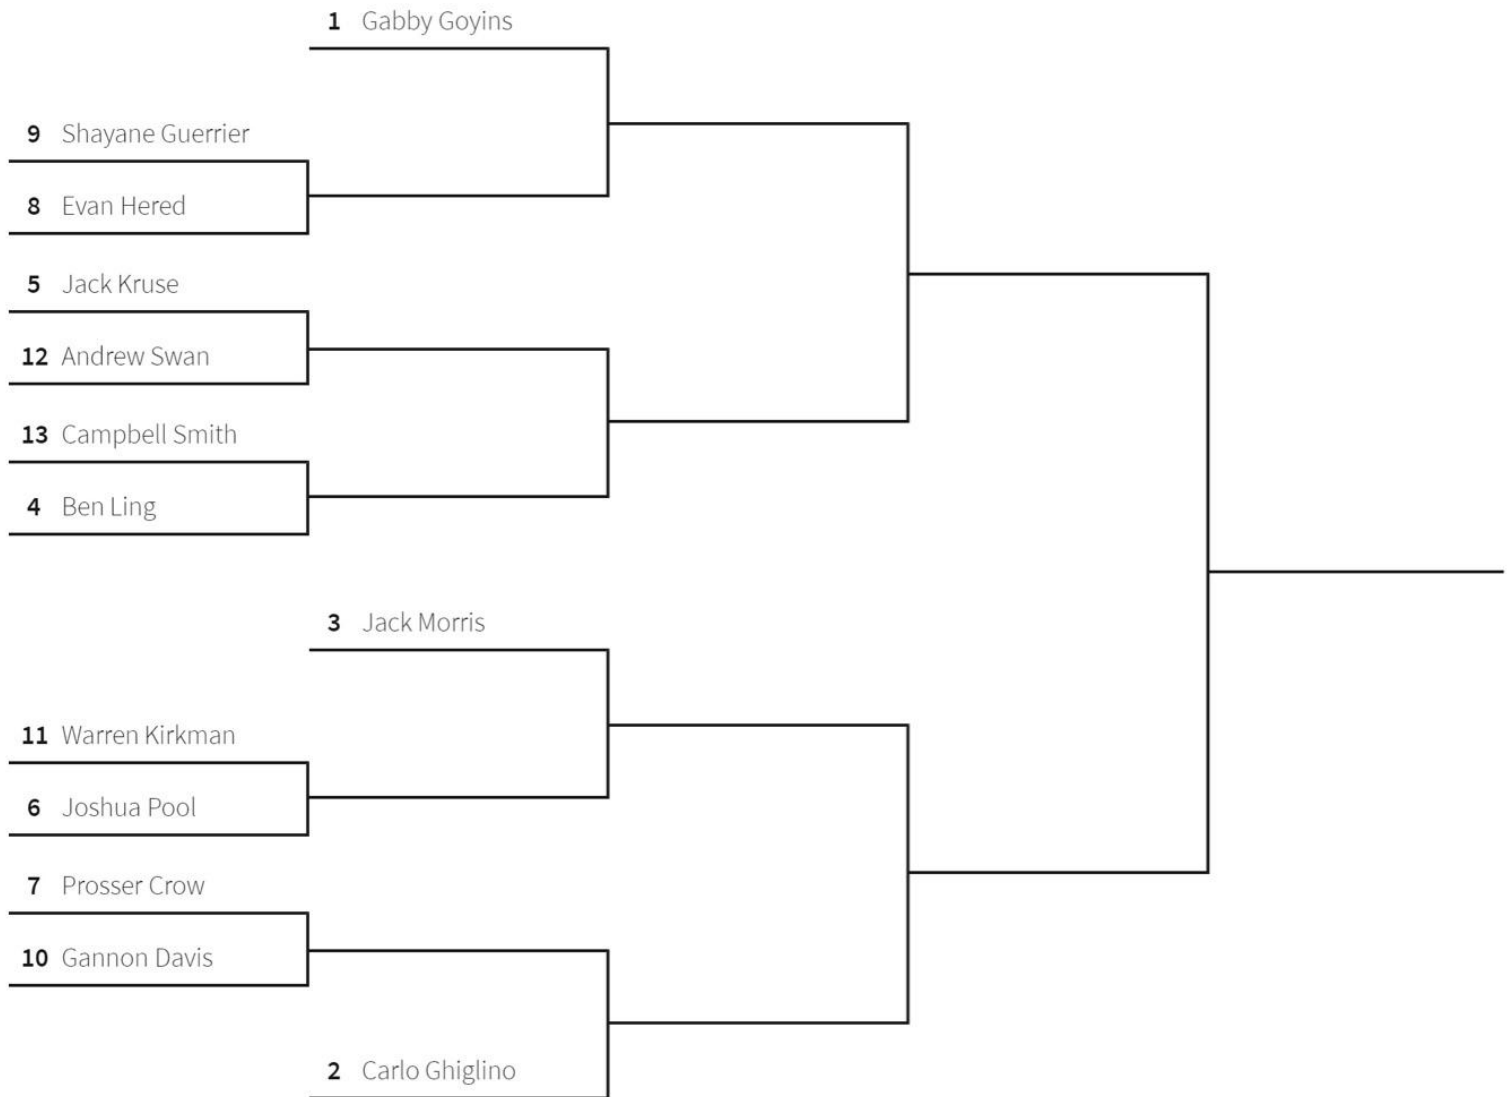 1 Gabby Goyins
9 Shayane Guerrier
8 Evan Hered
5 Jack Kruse
12 Andrew Swan
13 Campbell Smith
4 Ben Ling
3 Jack Morris
11 Warren Kirkman
6 Joshua Pool
7 Prosser Crow
10 Gannon Davis
2 Carlo Ghiglino